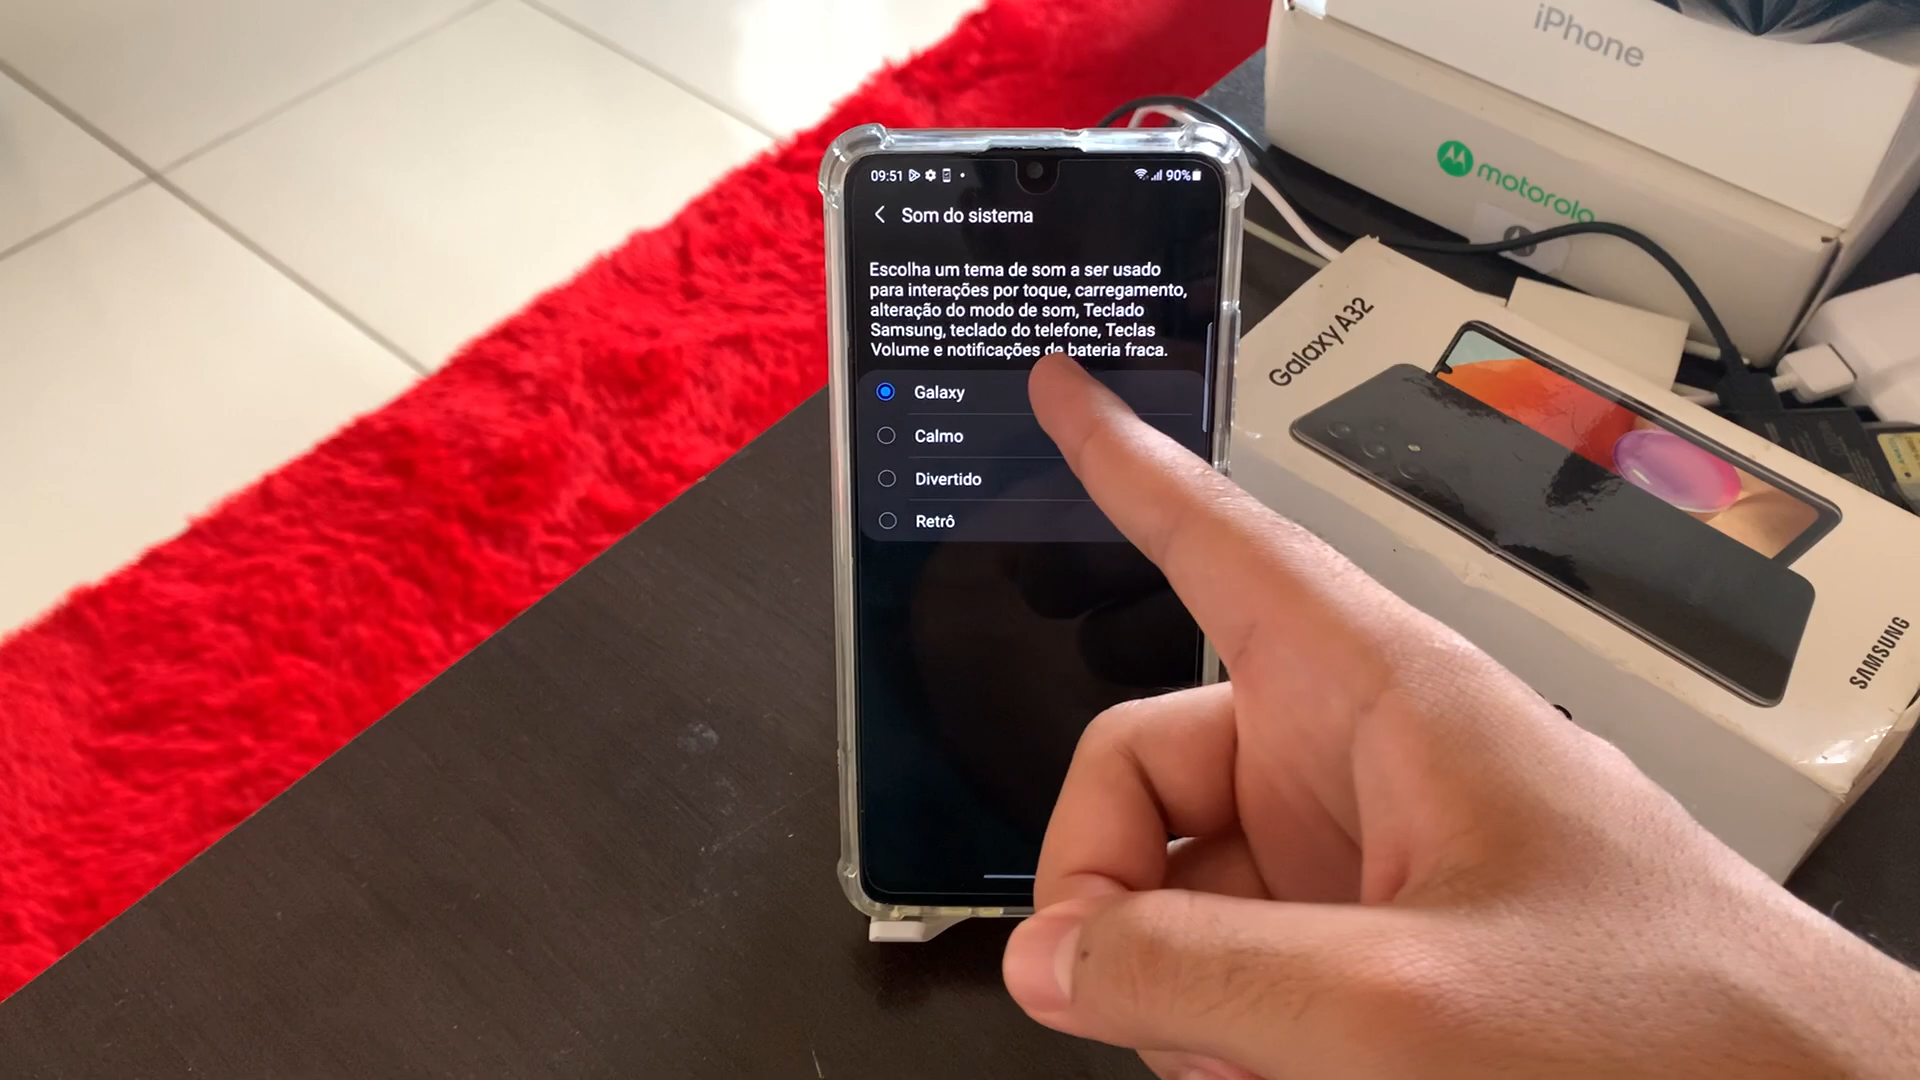 iPhone
motorola
09:51
90%
Som do sistema
Escolha um tema de som a ser usado
para interações por toque, carregamento,
alteração do modo de som, Teclado
Samsung, teclado do telefone, Teclas
Volume e notificações de bateria fraca.
Galaxy
Calmo
Divertido
Retrô
Galaxy A32
SAMSUNG